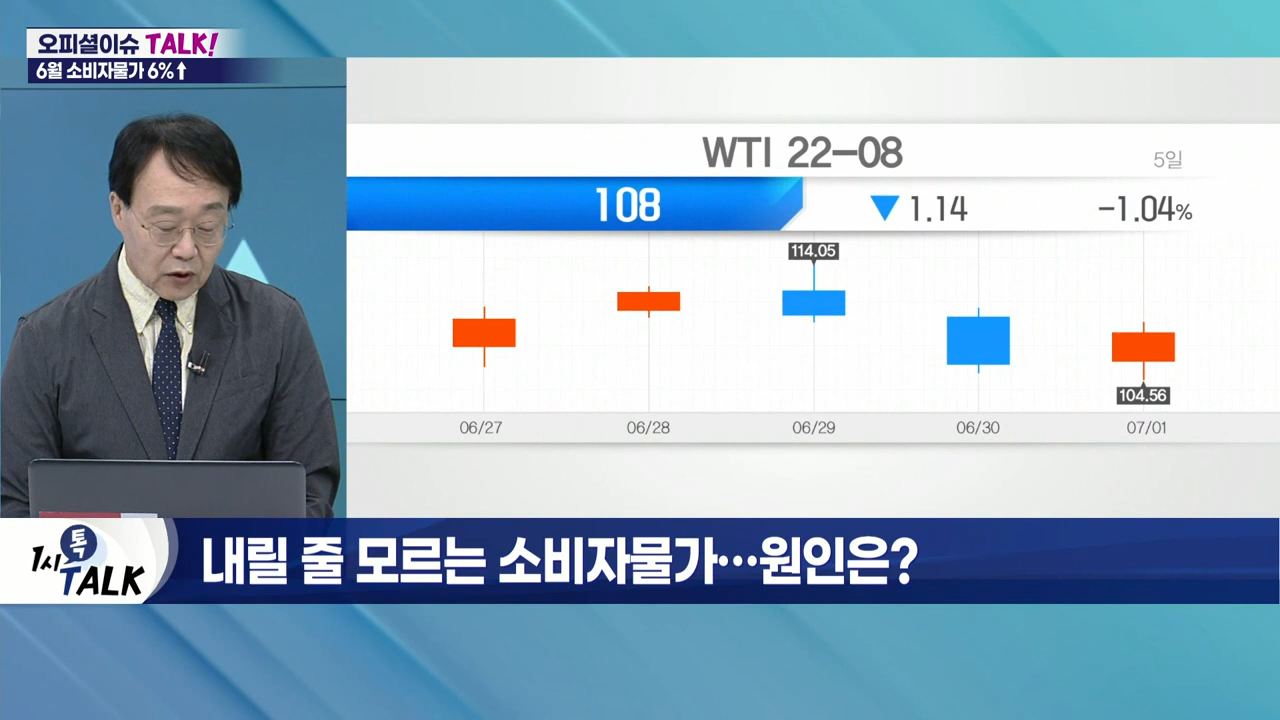 오피셜이슈 TALK!
6월 소비자물가 6%↑
WTI 22-08
5일
108
▼ 1.14
-1.04%
114.05
104.56
06/27
06/28
06/29
06/30
07/01
1시 톡 TALK
내릴 줄 모르는 소비자물가…원인은?